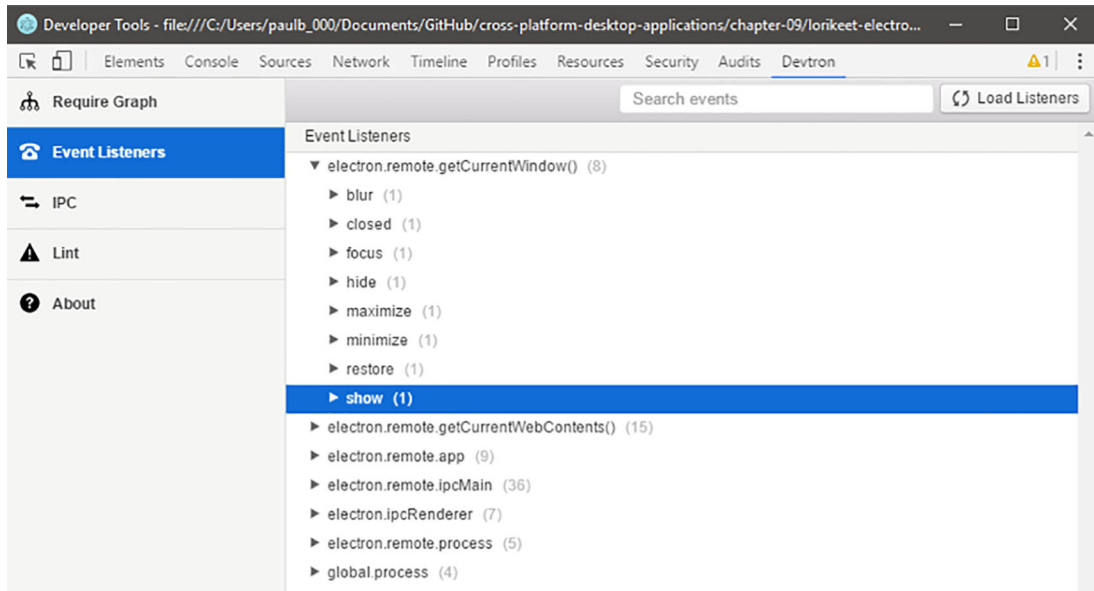 Developer Tools - file:///C:/Users/paulb_000/Documents/GitHub/cross-platform-desktop-applications/chapter-09/lorikeet-electro...
Elements Console Sources Network Timeline Profiles Resources Security Audits Devtron 1
Require Graph
Event Listeners
IPC
Lint
About
Search events
Load Listeners
Event Listeners
electron.remote.getCurrentWindow() (8)
blur (1)
closed (1)
focus (1)
hide (1)
maximize (1)
minimize (1)
restore (1)
show (1)
electron.remote.getCurrentWebContents() (15)
electron.remote.app (9)
electron.remote.ipcMain (36)
electron.ipcRenderer (7)
electron.remote.process (5)
global.process (4)